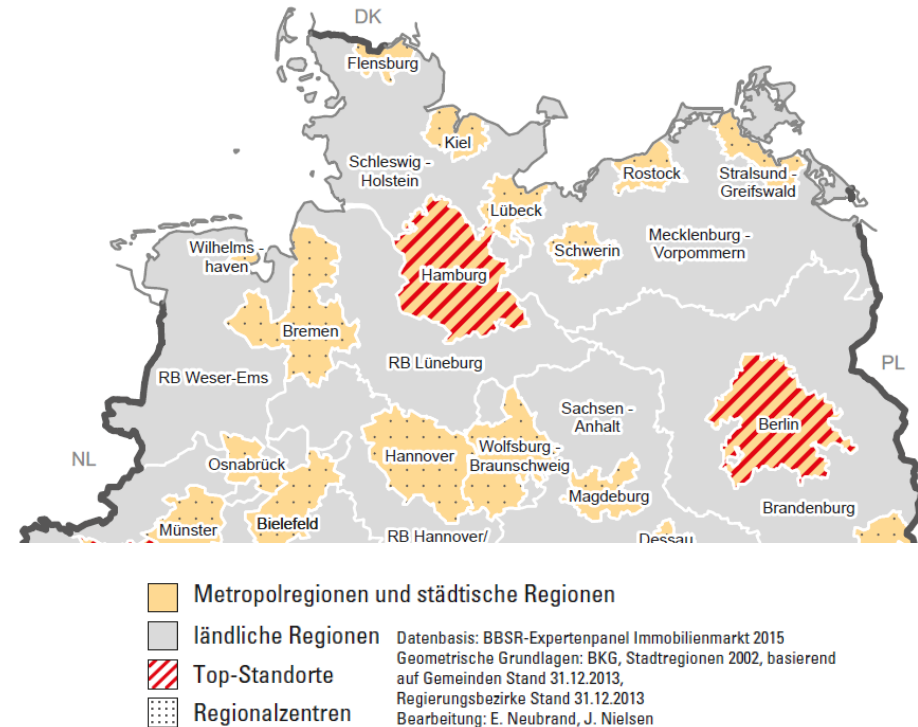 DK
Flensburg
Kiel
Schleswig -
Holstein
Rostock
Stralsund -
Greifswald
Lübeck
Mecklenburg -
Vorpommern
Wilhelms -
haven
Schwerin
Hamburg
Bremen
RB Lüneburg
RB Weser-Ems
PL
Sachsen -
Anhalt
Berlin
NL
Osnabrück
Hannover
Wolfsburg -
Braunschweig
Magdeburg
Brandenburg
Münster
Bielefeld
RB Hannover/
Dessau
Metropolregionen und städtische Regionen
ländliche Regionen
Top-Standorte
Regionalzentren
Datenbasis: BBSR-Expertenpanel Immobilienmarkt 2015
Geometrische Grundlagen: BKG, Stadtregionen 2002, basierend
auf Gemeinden Stand 31.12.2013,
Regierungsbezirke Stand 31.12.2013
Bearbeitung: E. Neubrand, J. Nielsen